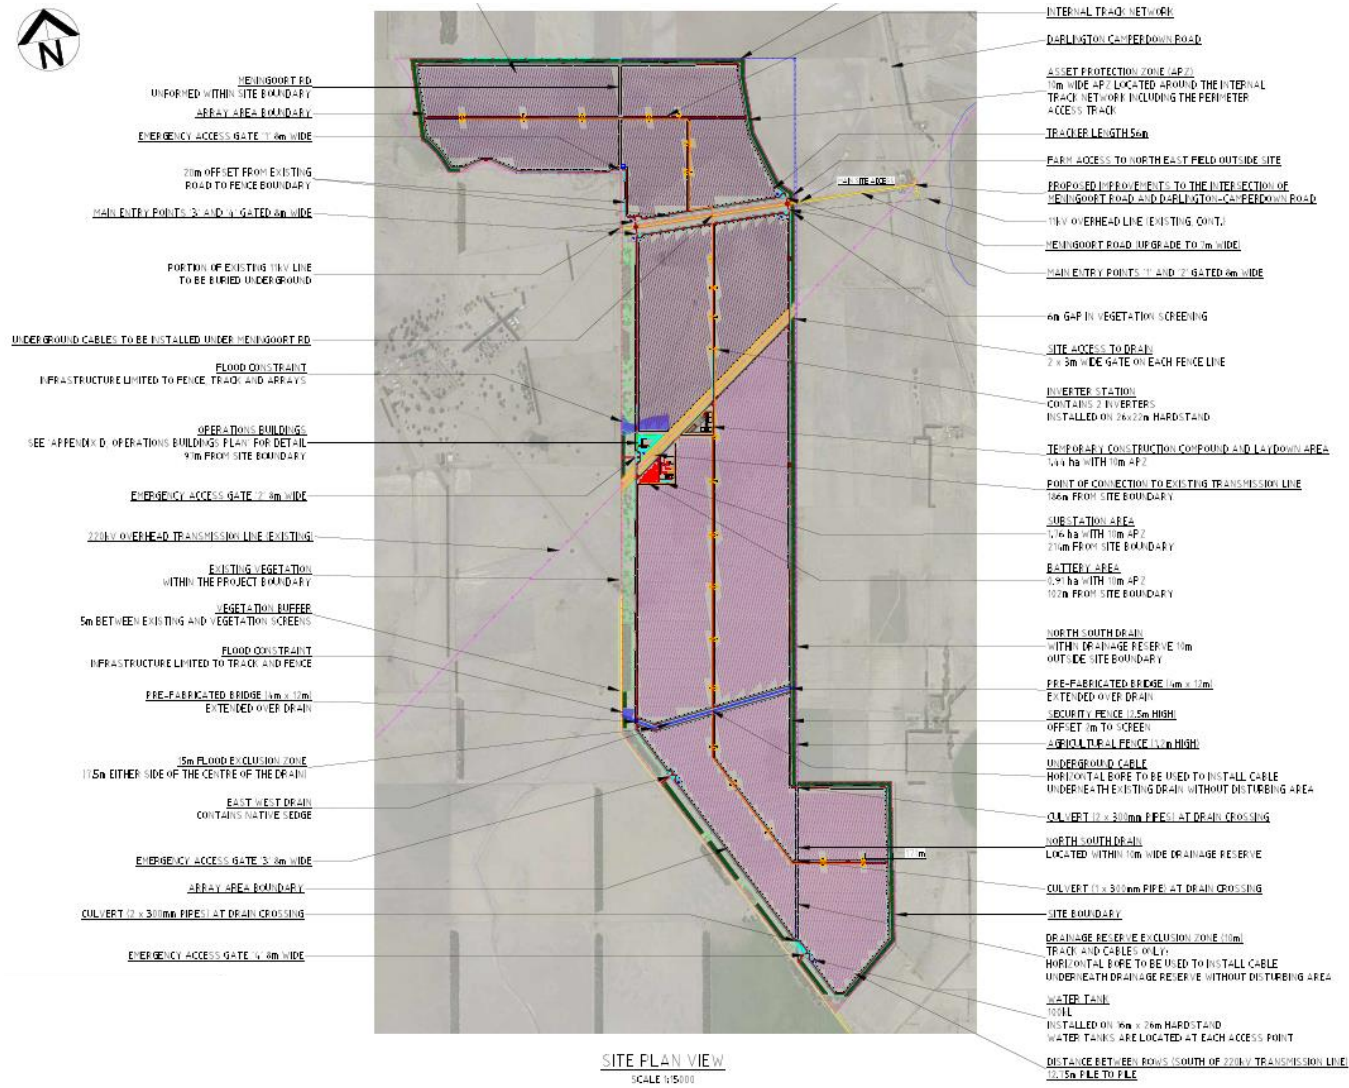 N
MENINGOORT RD
UNFORMED WITHIN SITE BOUNDARY
ARRAY AREA BOUNDARY
EMERGENCY ACCESS GATE '1' 8m WIDE
20m OFFSET FROM EXISTING
ROAD TO FENCE BOUNDARY
MAIN ENTRY POINTS '3' AND '4' GATED 8m WIDE
PORTION OF EXISTING 11kV LINE
TO BE BURIED UNDERGROUND
UNDERGROUND CABLES TO BE INSTALLED UNDER MENINGOORT RD
FLOOD CONSTRAINT
INFRASTRUCTURE LIMITED TO FENCE, TRACK AND ARRAYS
OPERATIONS BUILDINGS
SEE 'APPENDIX D, OPERATIONS BUILDINGS PLAN' FOR DETAIL
97m FROM SITE BOUNDARY
EMERGENCY ACCESS GATE '2' 8m WIDE
220kV OVERHEAD TRANSMISSION LINE (EXISTING)
EXISTING VEGETATION
WITHIN THE PROJECT BOUNDARY
VEGETATION BUFFER
5m BETWEEN EXISTING AND VEGETATION SCREENS
FLOOD CONSTRAINT
INFRASTRUCTURE LIMITED TO TRACK AND FENCE
PRE-FABRICATED BRIDGE (4m x 12m)
EXTENDED OVER DRAIN
15m FLOOD EXCLUSION ZONE
(7.5m EITHER SIDE OF THE CENTRE OF THE DRAIN)
EAST WEST DRAIN
CONTAINS NATIVE SEDGE
EMERGENCY ACCESS GATE '3' 8m WIDE
ARRAY AREA BOUNDARY
CULVERT (2 x 300mm PIPES) AT DRAIN CROSSING
EMERGENCY ACCESS GATE '4' 8m WIDE
MAIN SITE ACCESS
INTERNAL TRACK NETWORK
DARLINGTON CAMPERDOWN ROAD
ASSET PROTECTION ZONE (APZ)
10m WIDE APZ LOCATED AROUND THE INTERNAL
TRACK NETWORK INCLUDING THE PERIMETER
ACCESS TRACK
TRACKER LENGTH 56m
FARM ACCESS TO NORTH EAST FIELD OUTSIDE SITE
PROPOSED IMPROVEMENTS TO THE INTERSECTION OF
MENINGOORT ROAD AND DARLINGTON-CAMPERDOWN ROAD
11kV OVERHEAD LINE (EXISTING, CONT.)
MENINGOORT ROAD (UPGRADE TO 7m WIDE)
MAIN ENTRY POINTS '1' AND '2' GATED 8m WIDE
6m GAP IN VEGETATION SCREENING
SITE ACCESS TO DRAIN
2 x 3m WIDE GATE ON EACH FENCE LINE
INVERTER STATION
CONTAINS 2 INVERTERS
INSTALLED ON 26x22m HARDSTAND
TEMPORARY CONSTRUCTION COMPOUND AND LAYDOWN AREA
1.44 ha WITH 10m APZ
POINT OF CONNECTION TO EXISTING TRANSMISSION LINE
186m FROM SITE BOUNDARY
SUBSTATION AREA
1.76 ha WITH 10m APZ
214m FROM SITE BOUNDARY
BATTERY AREA
0.91 ha WITH 10m APZ
102m FROM SITE BOUNDARY
NORTH SOUTH DRAIN
WITHIN DRAINAGE RESERVE 10m
OUTSIDE SITE BOUNDARY
PRE-FABRICATED BRIDGE (4m x 12m)
EXTENDED OVER DRAIN
SECURITY FENCE (2.5m HIGH)
OFFSET 2m TO SCREEN
AGRICULTURAL FENCE (1.2m HIGH)
UNDERGROUND CABLE
HORIZONTAL BORE TO BE USED TO INSTALL CABLE
UNDERNEATH EXISTING DRAIN WITHOUT DISTURBING AREA
CULVERT (2 x 300mm PIPES) AT DRAIN CROSSING
NORTH SOUTH DRAIN
LOCATED WITHIN 10m WIDE DRAINAGE RESERVE
CULVERT (1 x 300mm PIPE) AT DRAIN CROSSING
SITE BOUNDARY
DRAINAGE RESERVE EXCLUSION ZONE (10m)
TRACK AND CABLES ONLY;
HORIZONTAL BORE TO BE USED TO INSTALL CABLE
UNDERNEATH DRAINAGE RESERVE WITHOUT DISTURBING AREA
WATER TANK
100kL
INSTALLED ON 16m x 26m HARDSTAND
WATER TANKS ARE LOCATED AT EACH ACCESS POINT
DISTANCE BETWEEN ROWS (SOUTH OF 220kV TRANSMISSION LINE)
12.75m PILE TO PILE
SITE PLAN VIEW
SCALE 1:15000